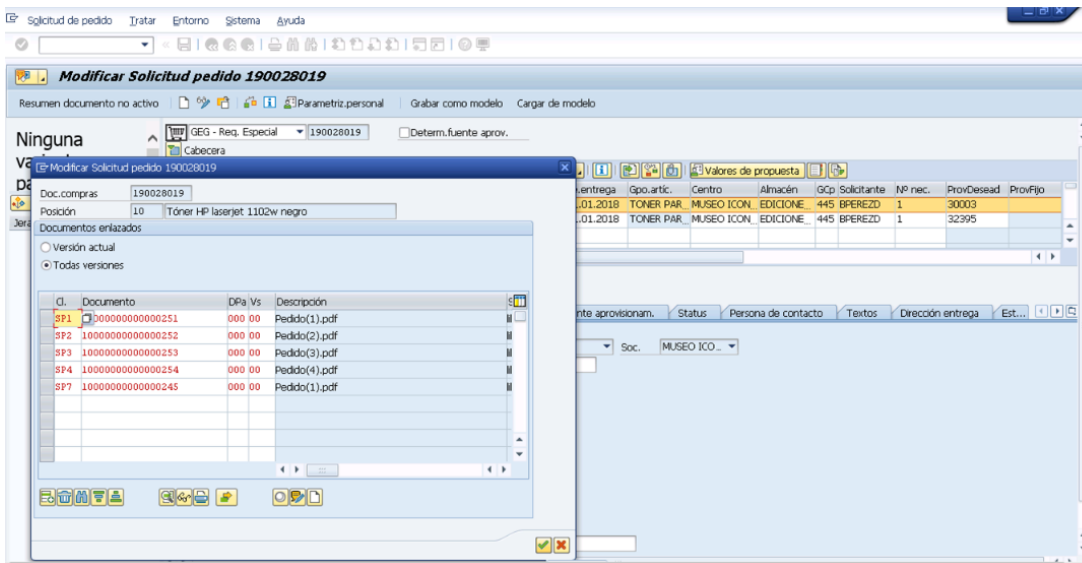 Solicitud de pedido Tratar Entorno Sistema Ayuda
Modificar Solicitud pedido 190028019
Resumen documento no activo Parametriz.personal Grabar como modelo Cargar de modelo
Ninguna
GEG - Req. Especial 190028019 Determ.fuente aprov.
Cabecera
Modificar Solicitud pedido 190028019
Valores de propuesta
Doc.compras 190028019
.entrega Gpo.artíc. Centro Almacén GCp Solicitante Nº nec. ProvDesead ProvFijo
Posición 10 Tóner HP laserjet 1102w negro
.01.2018 TONER PAR_ MUSEO ICON_ EDICIONE_ 445 BPEREZD 1 30003
.01.2018 TONER PAR_ MUSEO ICON_ EDICIONE_ 445 BPEREZD 1 32395
Documentos enlazados
Versión actual
Todas versiones
Cl. Documento DPa Vs Descripción
SP1 0000000000000251 000 00 Pedido(1).pdf
SP2 10000000000000252 000 00 Pedido(2).pdf
SP3 10000000000000253 000 00 Pedido(3).pdf
SP4 10000000000000254 000 00 Pedido(4).pdf
SP7 10000000000000245 000 00 Pedido(1).pdf
nte aprovisionam. Status Persona de contacto Textos Dirección entrega Est...
Soc. MUSEO ICO...